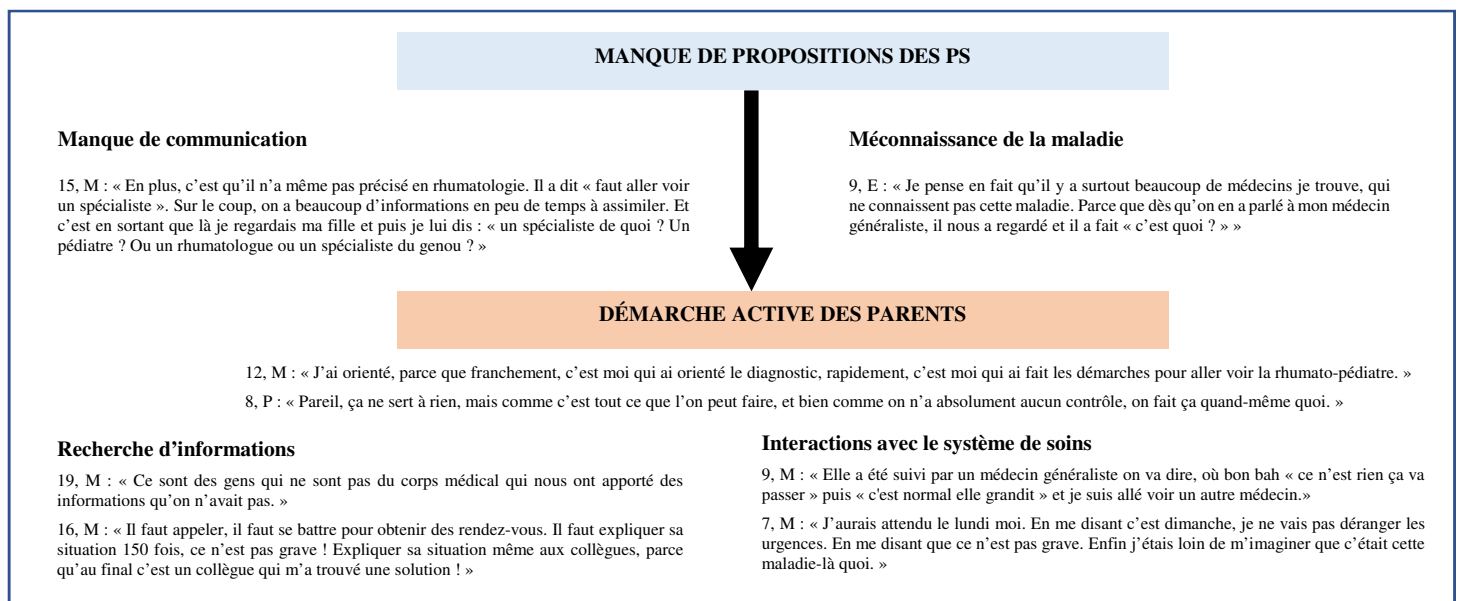 MANQUE DE PROPOSITIONS DES PS
Manque de communication
15, M : « En plus, c’est qu’il n’a même pas précisé en rhumatologie. Il a dit « faut aller voir
un spécialiste ». Sur le coup, on a beaucoup d’informations en peu de temps à assimiler. Et
c’est en sortant que là je regardais ma fille et puis je lui dis : « un spécialiste de quoi ? Un
pédiatre ? Ou un rhumatologue ou un spécialiste du genou ? »
Méconnaissance de la maladie
9, E : « Je pense en fait qu’il y a surtout beaucoup de médecins je trouve, qui
ne connaissent pas cette maladie. Parce que dès qu’on en a parlé à mon médecin
généraliste, il nous a regardé et il a fait « c’est quoi ? » »
DÉMARCHE ACTIVE DES PARENTS
12, M : « J’ai orienté, parce que franchement, c’est moi qui ai orienté le diagnostic, rapidement, c’est moi qui ai fait les démarches pour aller voir la rhumato-pédiatre. »
8, P : « Pareil, ça ne sert à rien, mais comme c’est tout ce que l’on peut faire, et bien comme on n’a absolument aucun contrôle, on fait ça quand-même quoi. »
Recherche d’informations
19, M : « Ce sont des gens qui ne sont pas du corps médical qui nous ont apporté des
informations qu’on n’avait pas. »
16, M : « Il faut appeler, il faut se battre pour obtenir des rendez-vous. Il faut expliquer sa
situation 150 fois, ce n’est pas grave ! Expliquer sa situation même aux collègues, parce
qu’au final c’est un collègue qui m’a trouvé une solution ! »
Interactions avec le système de soins
9, M : « Elle a été suivi par un médecin généraliste on va dire, où bon bah « ce n’est rien ça va
passer » puis « c'est normal elle grandit » et je suis allé voir un autre médecin.»
7, M : « J’aurais attendu le lundi moi. En me disant c’est dimanche, je ne vais pas déranger les
urgences. En me disant que ce n’est pas grave. Enfin j’étais loin de m’imaginer que c’était cette
maladie-là quoi. »